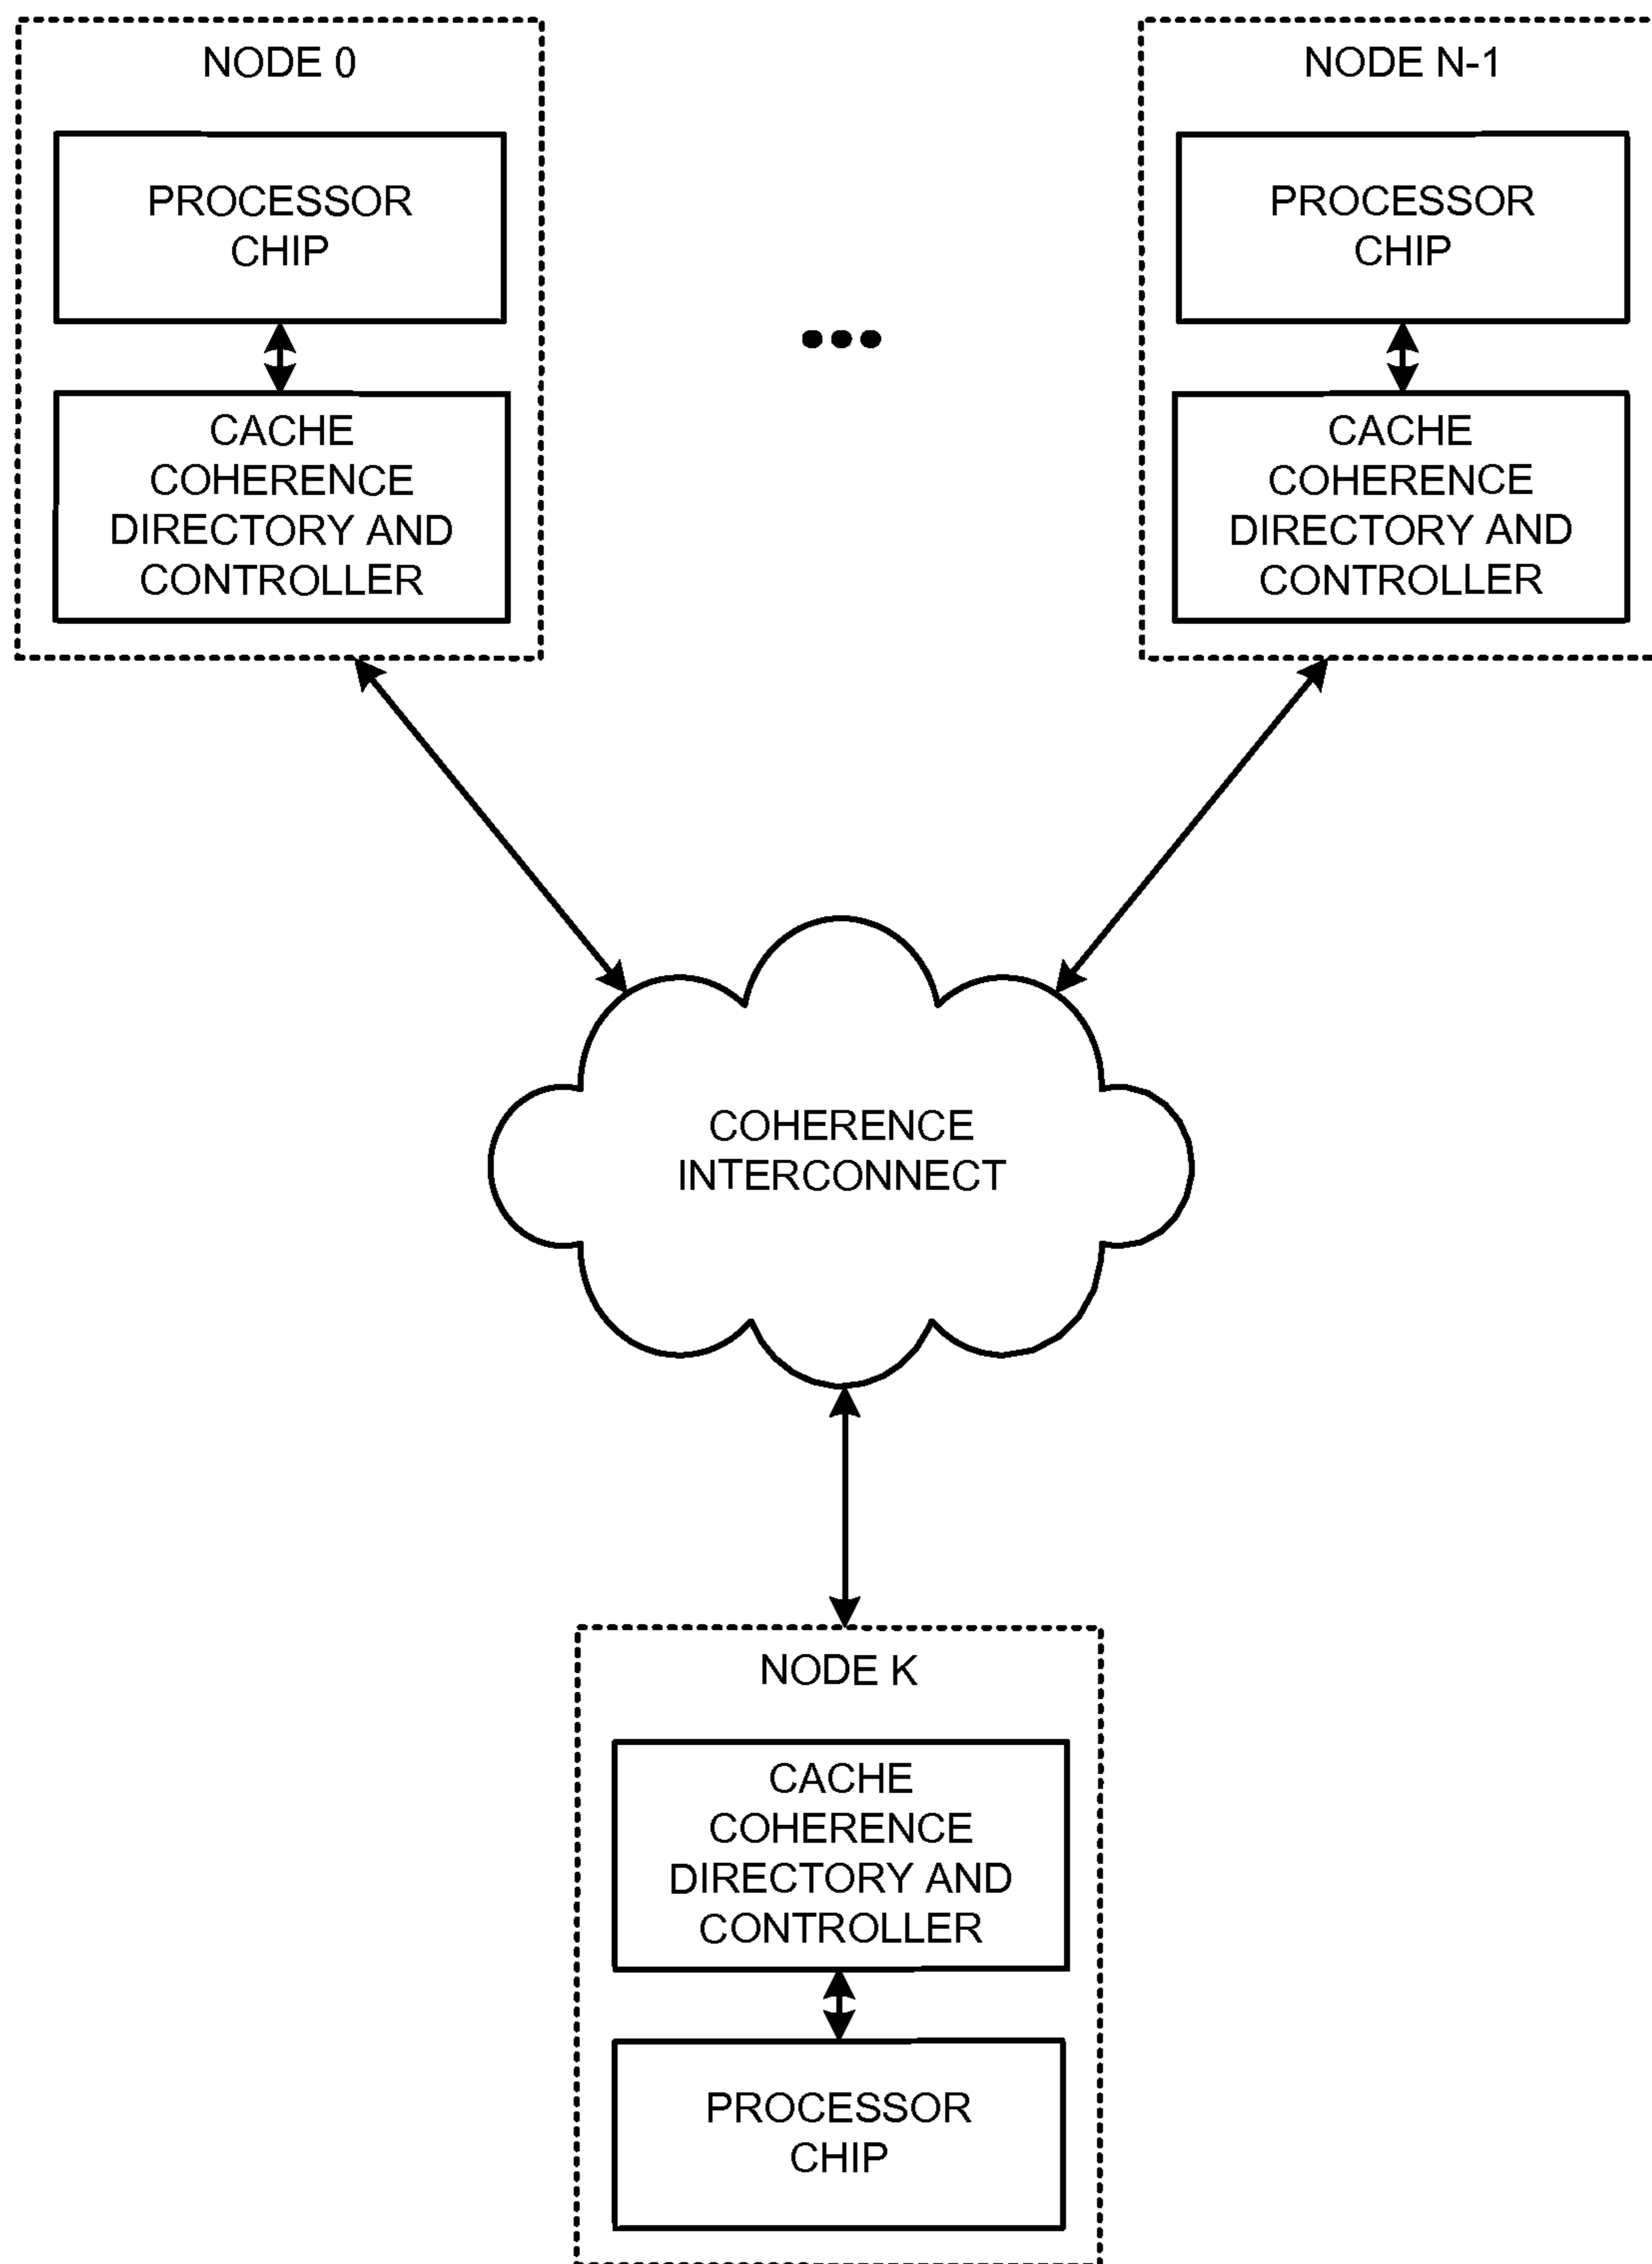 NODE 0
PROCESSOR
CHIP
CACHE
COHERENCE
DIRECTORY AND
CONTROLLER
NODE N-1
PROCESSOR
CHIP
CACHE
COHERENCE
DIRECTORY AND
CONTROLLER
COHERENCE
INTERCONNECT
NODE K
CACHE
COHERENCE
DIRECTORY AND
CONTROLLER
PROCESSOR
CHIP